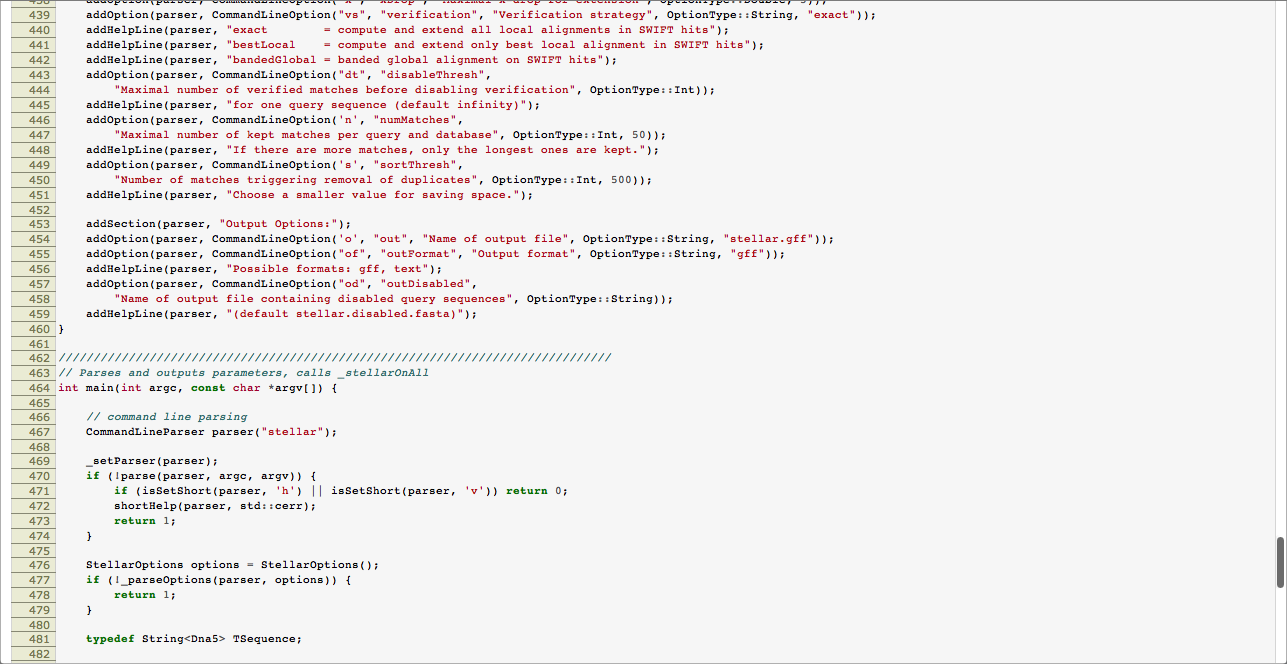 439     addOption(parser, CommandLineOption("vs", "verification", "Verification strategy", OptionType::String, "exact"));
440     addHelpLine(parser, "exact        = compute and extend all local alignments in SWIFT hits");
441     addHelpLine(parser, "bestLocal    = compute and extend only best local alignment in SWIFT hits");
442     addHelpLine(parser, "bandedGlobal = banded global alignment on SWIFT hits");
443     addOption(parser, CommandLineOption("dt", "disableThresh",
444         "Maximal number of verified matches before disabling verification", OptionType::Int));
445     addHelpLine(parser, "for one query sequence (default infinity)");
446     addOption(parser, CommandLineOption('n', "numMatches",
447         "Maximal number of kept matches per query and database", OptionType::Int, 50));
448     addHelpLine(parser, "If there are more matches, only the longest ones are kept.");
449     addOption(parser, CommandLineOption('s', "sortThresh",
450         "Number of matches triggering removal of duplicates", OptionType::Int, 500));
451     addHelpLine(parser, "Choose a smaller value for saving space.");
452
453     addSection(parser, "Output Options:");
454     addOption(parser, CommandLineOption('o', "out", "Name of output file", OptionType::String, "stellar.gff"));
455     addOption(parser, CommandLineOption("of", "outFormat", "Output format", OptionType::String, "gff"));
456     addHelpLine(parser, "Possible formats: gff, text");
457     addOption(parser, CommandLineOption("od", "outDisabled",
458         "Name of output file containing disabled query sequences", OptionType::String));
459     addHelpLine(parser, "(default stellar.disabled.fasta)");
460 }
461
462 ///////////////////////////////////////////////////////////////////////////////
463 // Parses and outputs parameters, calls _stellarOnAll
464 int main(int argc, const char *argv[]) {
465
466     // command line parsing
467     CommandLineParser parser("stellar");
468
469     _setParser(parser);
470     if (!parse(parser, argc, argv)) {
471         if (isSetShort(parser, 'h') || isSetShort(parser, 'v')) return 0;
472         shortHelp(parser, std::cerr);
473         return 1;
474     }
475
476     StellarOptions options = StellarOptions();
477     if (!_parseOptions(parser, options)) {
478         return 1;
479     }
480
481     typedef String<Dna5> TSequence;
482